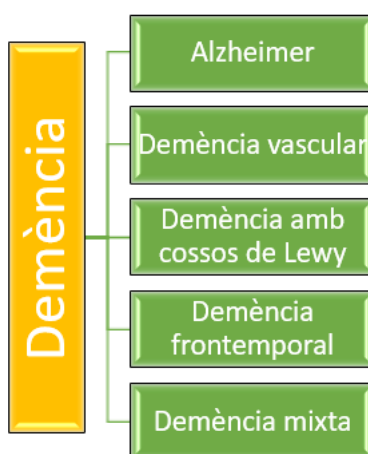 Demència
Alzheimer
Demència vascular
Demència amb
cossos de Lewy
Demència
frontemporal
Demència mixta